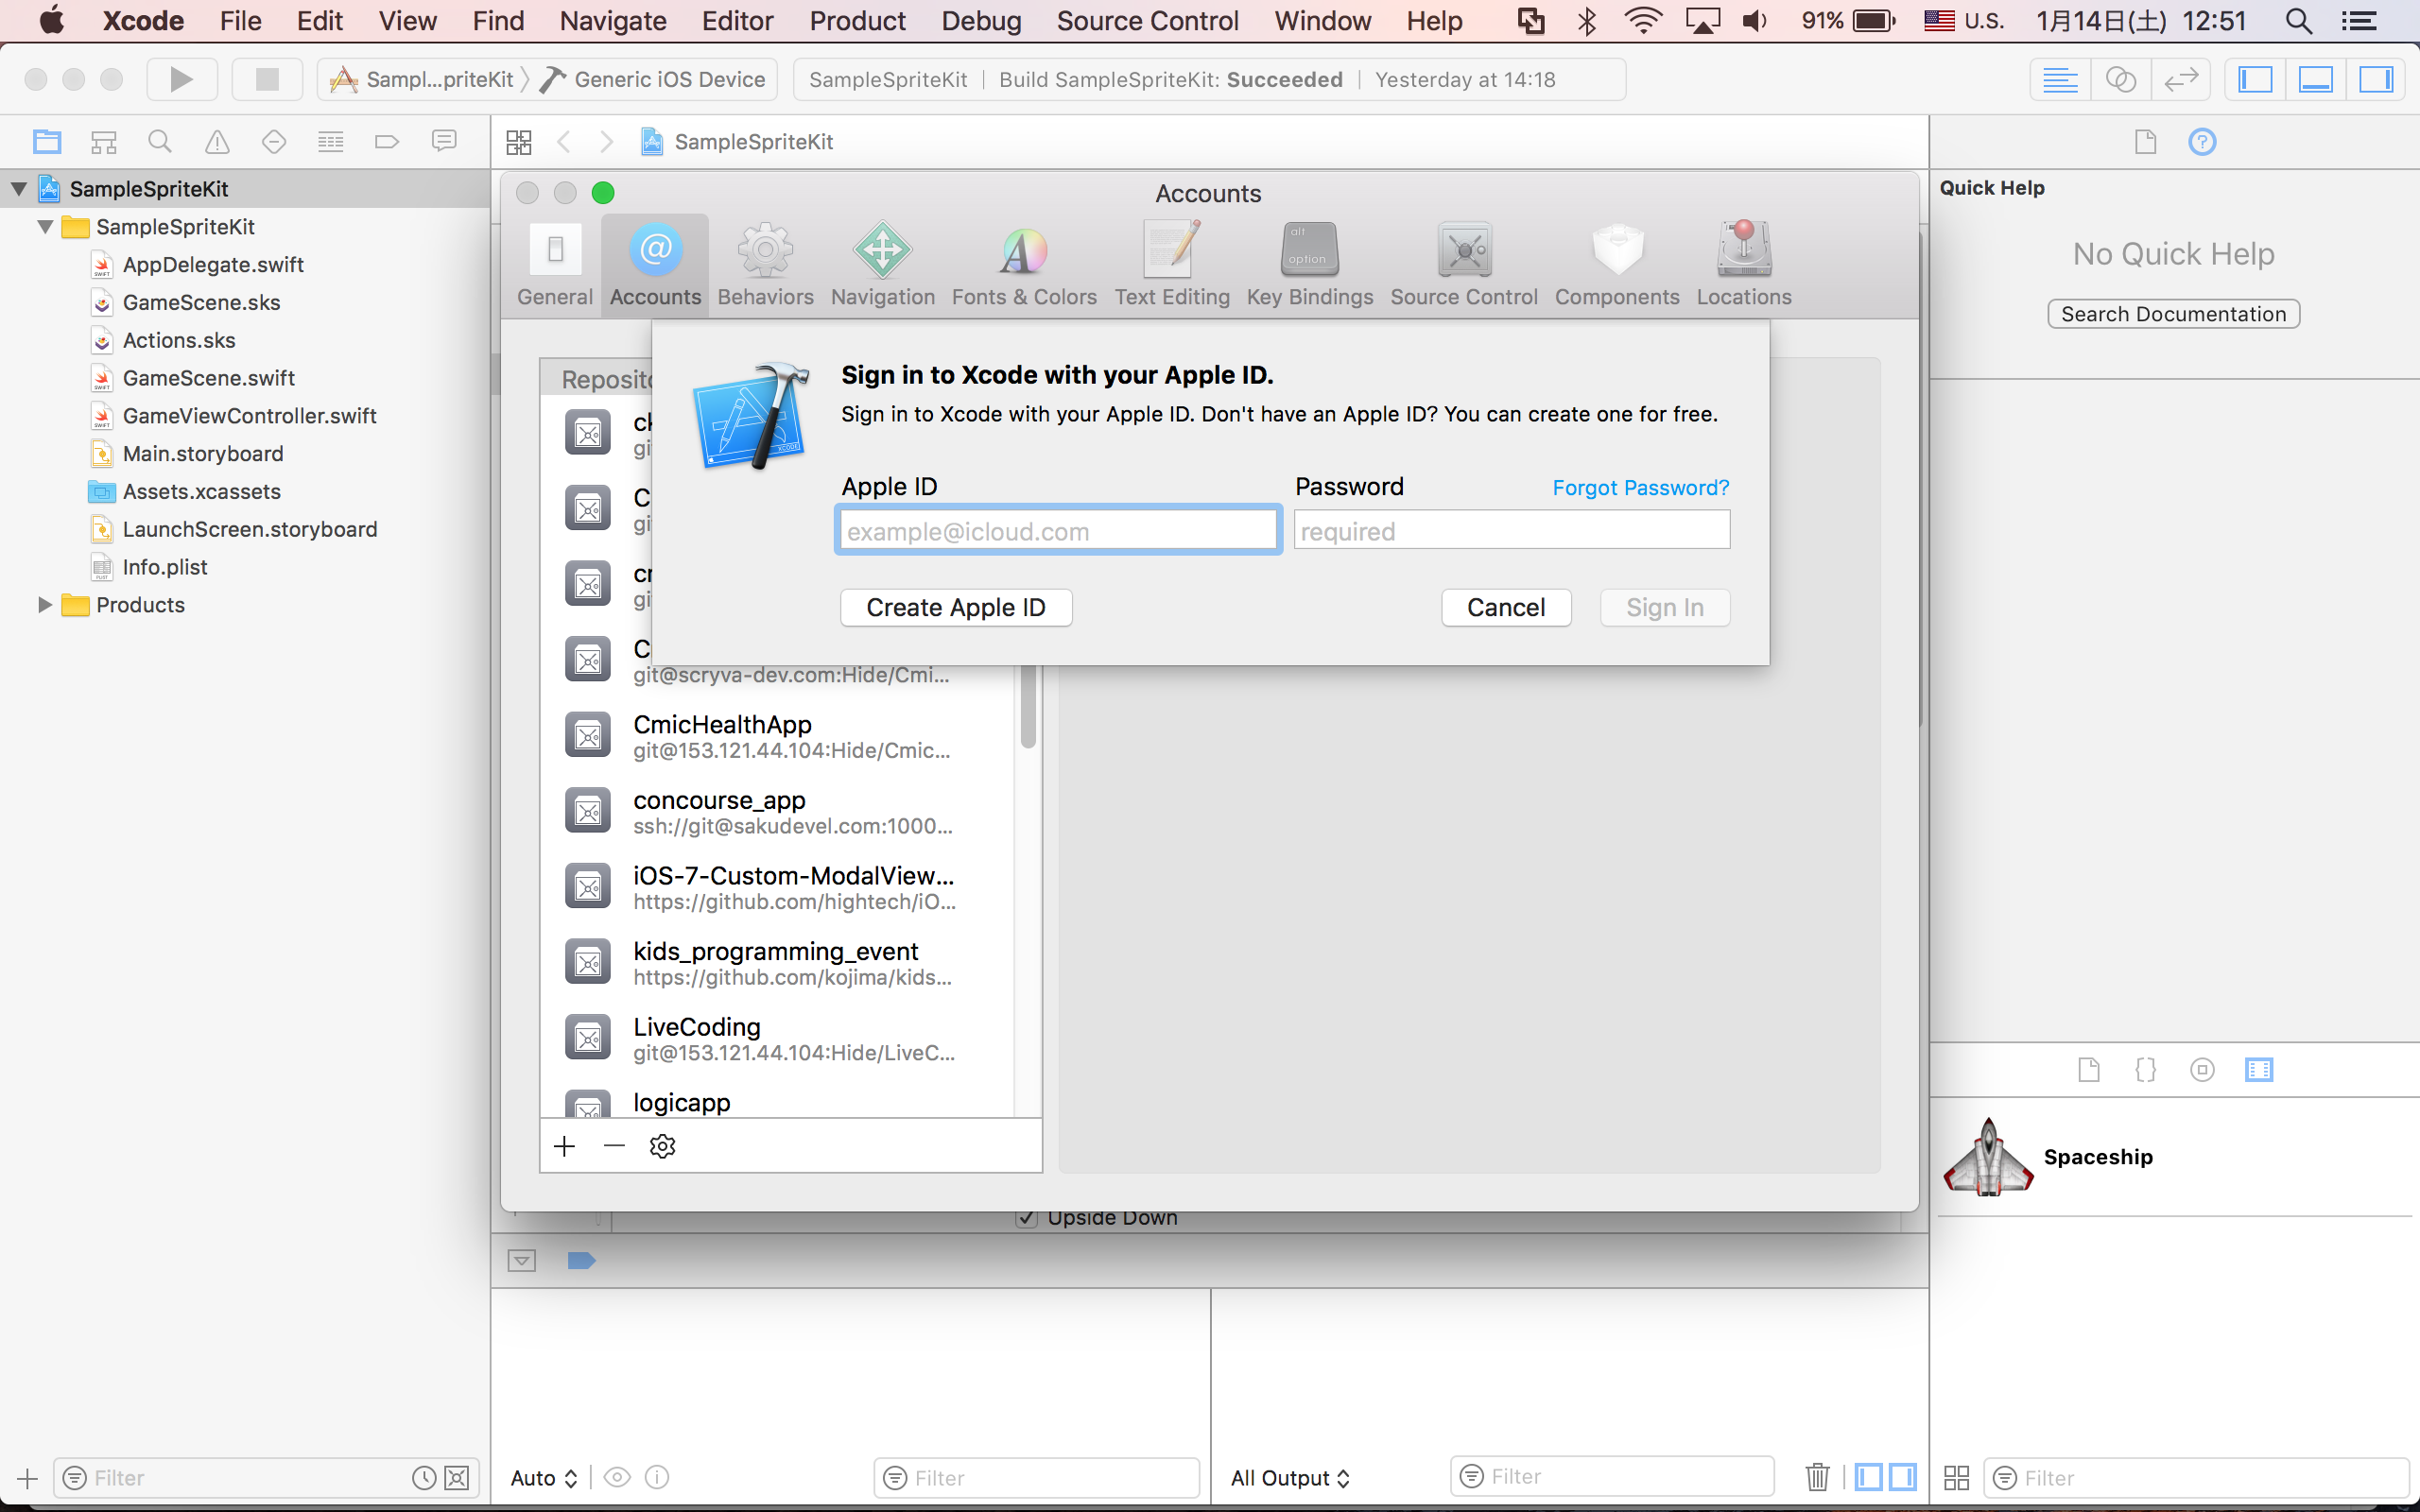 Xcode File Edit View Find Navigate Editor Product Debug Source Control Window Help 91% U.S. 1月14日(土) 12:51
Sampl...priteKit Generic iOS Device SampleSpriteKit Build SampleSpriteKit: Succeeded Yesterday at 14:18
SampleSpriteKit
SampleSpriteKit
SampleSpriteKit
AppDelegate.swift
GameScene.sks
Actions.sks
GameScene.swift
GameViewController.swift
Main.storyboard
Assets.xcassets
LaunchScreen.storyboard
Info.plist
Products
Filter
Accounts
General Accounts Behaviors Navigation Fonts & Colors Text Editing Key Bindings Source Control Components Locations
alt
option
Sign in to Xcode with your Apple ID.
Sign in to Xcode with your Apple ID. Don't have an Apple ID? You can create one for free.
Apple ID Password Forgot Password?
example@icloud.com required
Create Apple ID Cancel Sign In
git@scryva-dev.com:Hide/Cmi...
CmicHealthApp
git@153.121.44.104:Hide/Cmic...
concourse_app
ssh://git@sakudevel.com:1000...
iOS-7-Custom-ModalView...
https://github.com/hightech/iO...
kids_programming_event
https://github.com/kojima/kids...
LiveCoding
git@153.121.44.104:Hide/LiveC...
logicapp
Upside Down
Auto Filter
All Output Filter
Quick Help
No Quick Help
Search Documentation
Spaceship
Filter